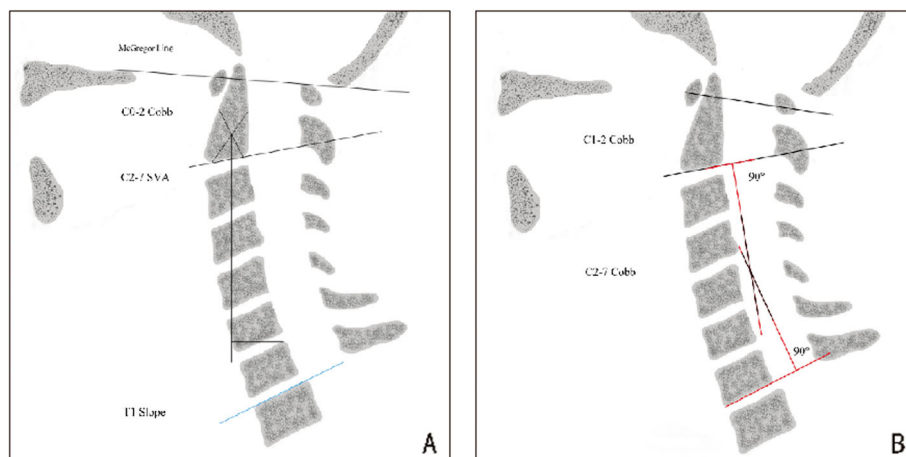 McGregor Line
C0-2 Cobb
C2-7 SVA
T1 Slope
A
C1-2 Cobb
90°
C2-7 Cobb
90°
B